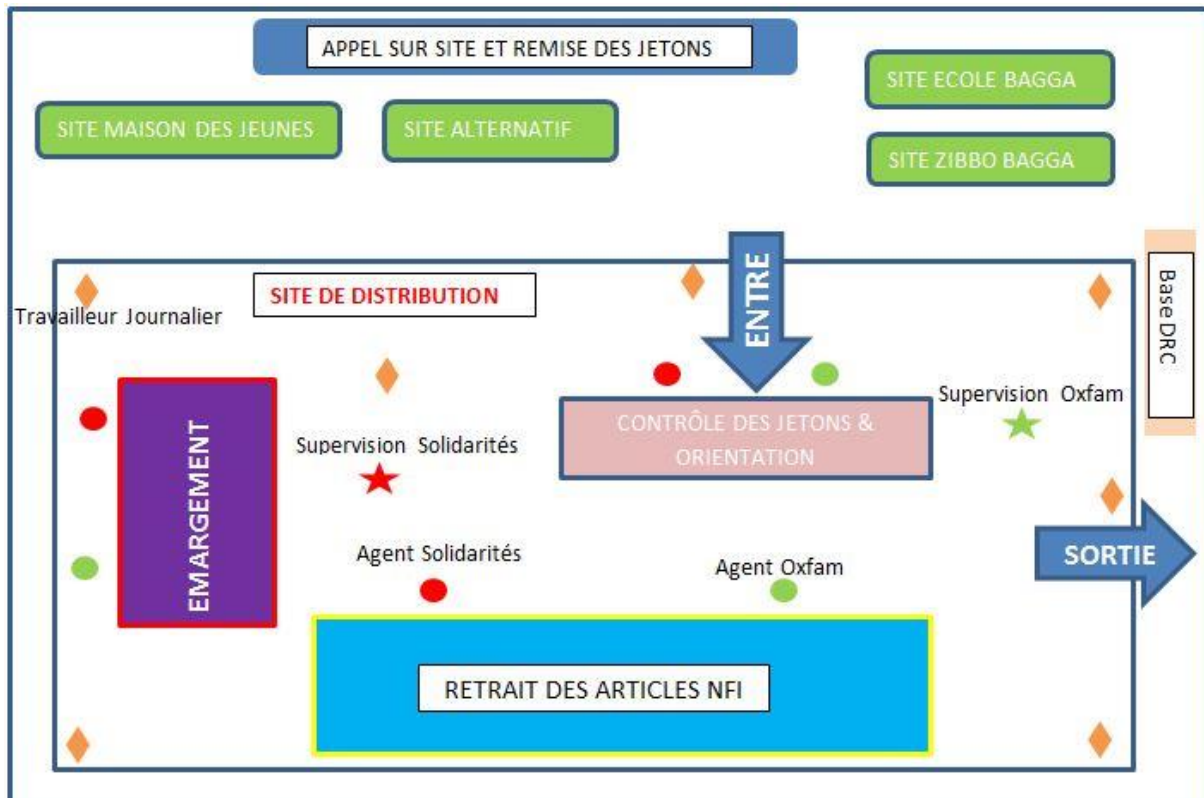 APPEL SUR SITE ET REMISE DES JETONS
SITE ECOLE BAGGA
SITE MAISON DES JEUNES
SITE ALTERNATIF
SITE ZIBBO BAGGA
ENTRE
Base DRC
SITE DE DISTRIBUTION
Travailleur Journalier
Supervision Oxfam
CONTRÔLE DES JETONS &
ORIENTATION
EMARGEMENT
Supervision Solidarités
Agent Solidarités
Agent Oxfam
SORTIE
RETRAIT DES ARTICLES NFI